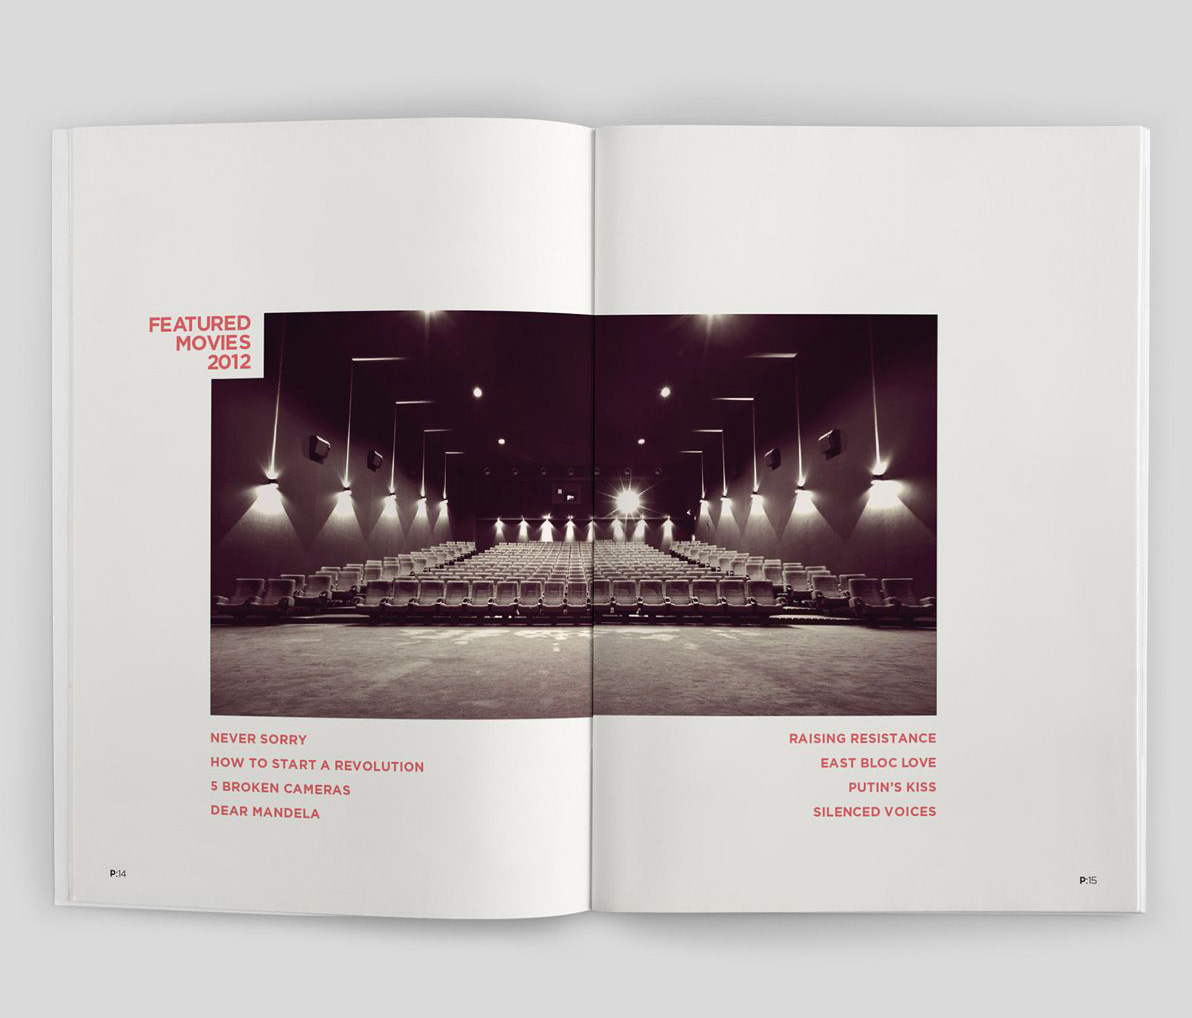 FEATURED
MOVIES
2012
NEVER SORRY
HOW TO START A REVOLUTION
5 BROKEN CAMERAS
DEAR MANDELA
P:14
RAISING RESISTANCE
EAST BLOC LOVE
PUTIN'S KISS
SILENCED VOICES
P:15